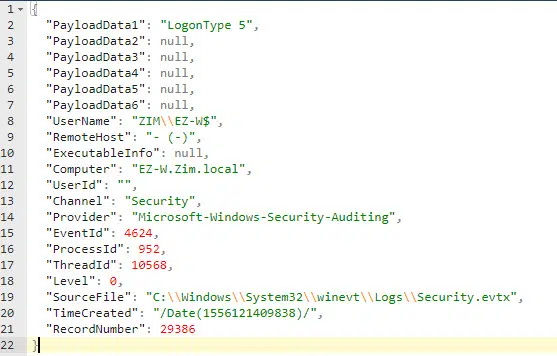 1 {
2 "PayloadData1": "LogonType 5",
3 "PayloadData2": null,
4 "PayloadData3": null,
5 "PayloadData4": null,
6 "PayloadData5": null,
7 "PayloadData6": null,
8 "UserName": "ZIM\\EZ-W$",
9 "RemoteHost": "- (-)",
10 "ExecutableInfo": null,
11 "Computer": "EZ-W.Zim.local",
12 "UserId": "",
13 "Channel": "Security",
14 "Provider": "Microsoft-Windows-Security-Auditing",
15 "EventId": 4624,
16 "ProcessId": 952,
17 "ThreadId": 10568,
18 "Level": 0,
19 "SourceFile": "C:\\Windows\\System32\\winevt\\Logs\\Security.evtx",
20 "TimeCreated": "/Date(1556121409838)/",
21 "RecordNumber": 29386
22 }